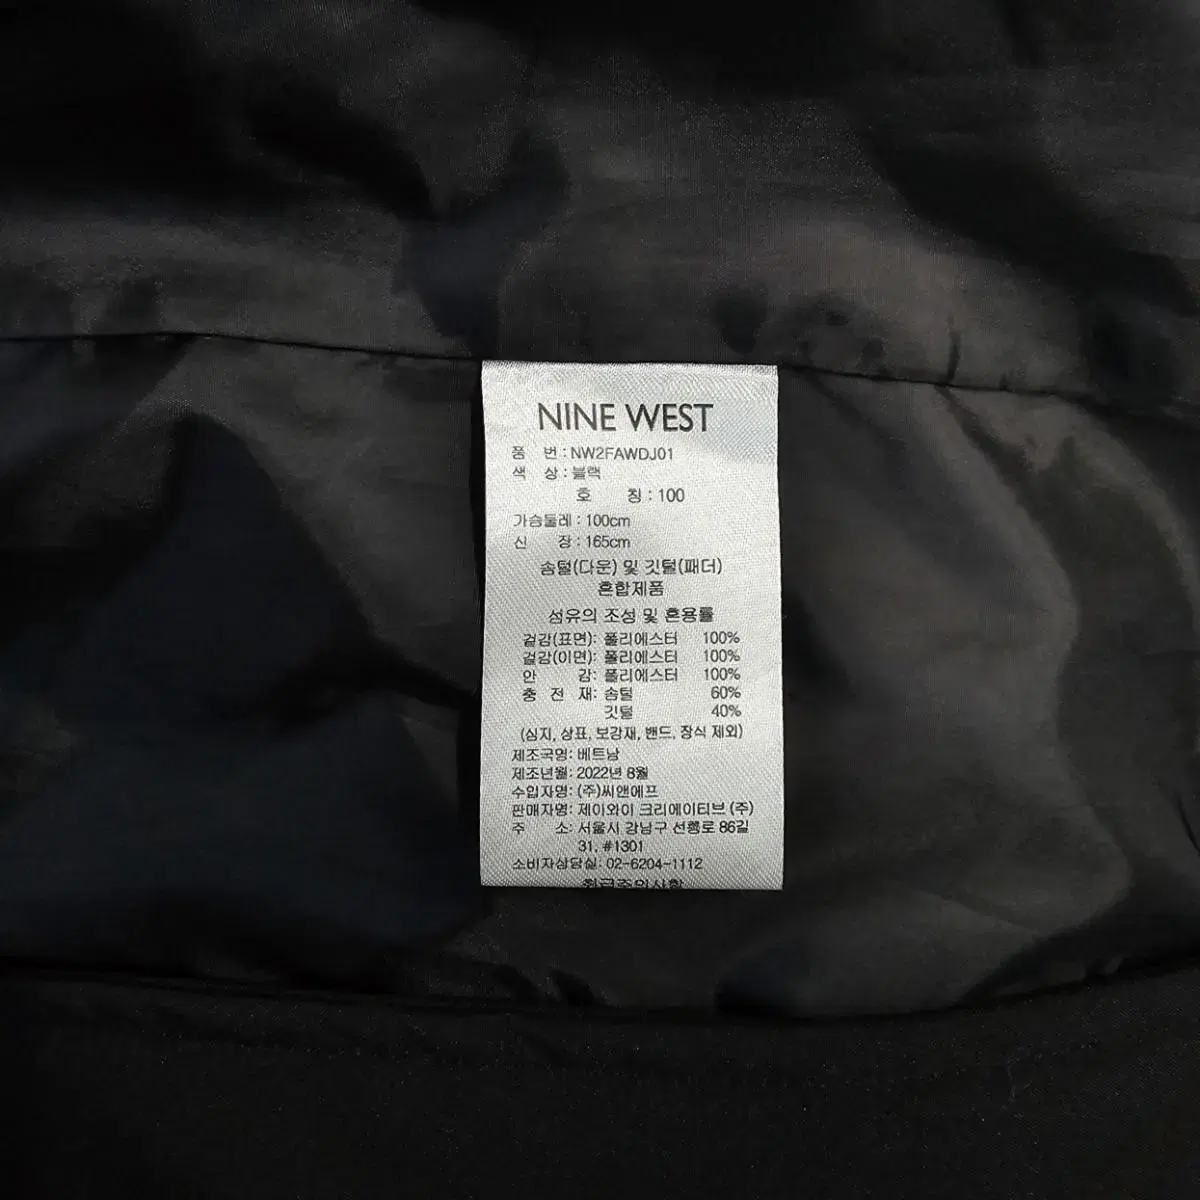 NINE WEST
품 번 : NW2FAWDJ01
색 상 : 블랙
호 칭 : 100
가슴둘레 : 100cm
신 장 : 165cm
솜털(다운) 및 깃털(패더)
혼합제품
섬유의 조성 및 혼용률
겉감(표면): 폴리에스터 100%
겉감(이면): 폴리에스터 100%
안 감: 폴리에스터 100%
충 전 재: 솜털 60%
깃털 40%
(심지, 상표, 보강재, 밴드, 장식 제외)
제조국명: 베트남
제조년월: 2022년 8월
수입자명: (주)씨앤에프
판매자명: 제이와이 크리에이티브 (주)
주 소: 서울시 강남구 선릉로 86길
31, #1301
소비자상담실: 02-6204-1112
취급주의사항